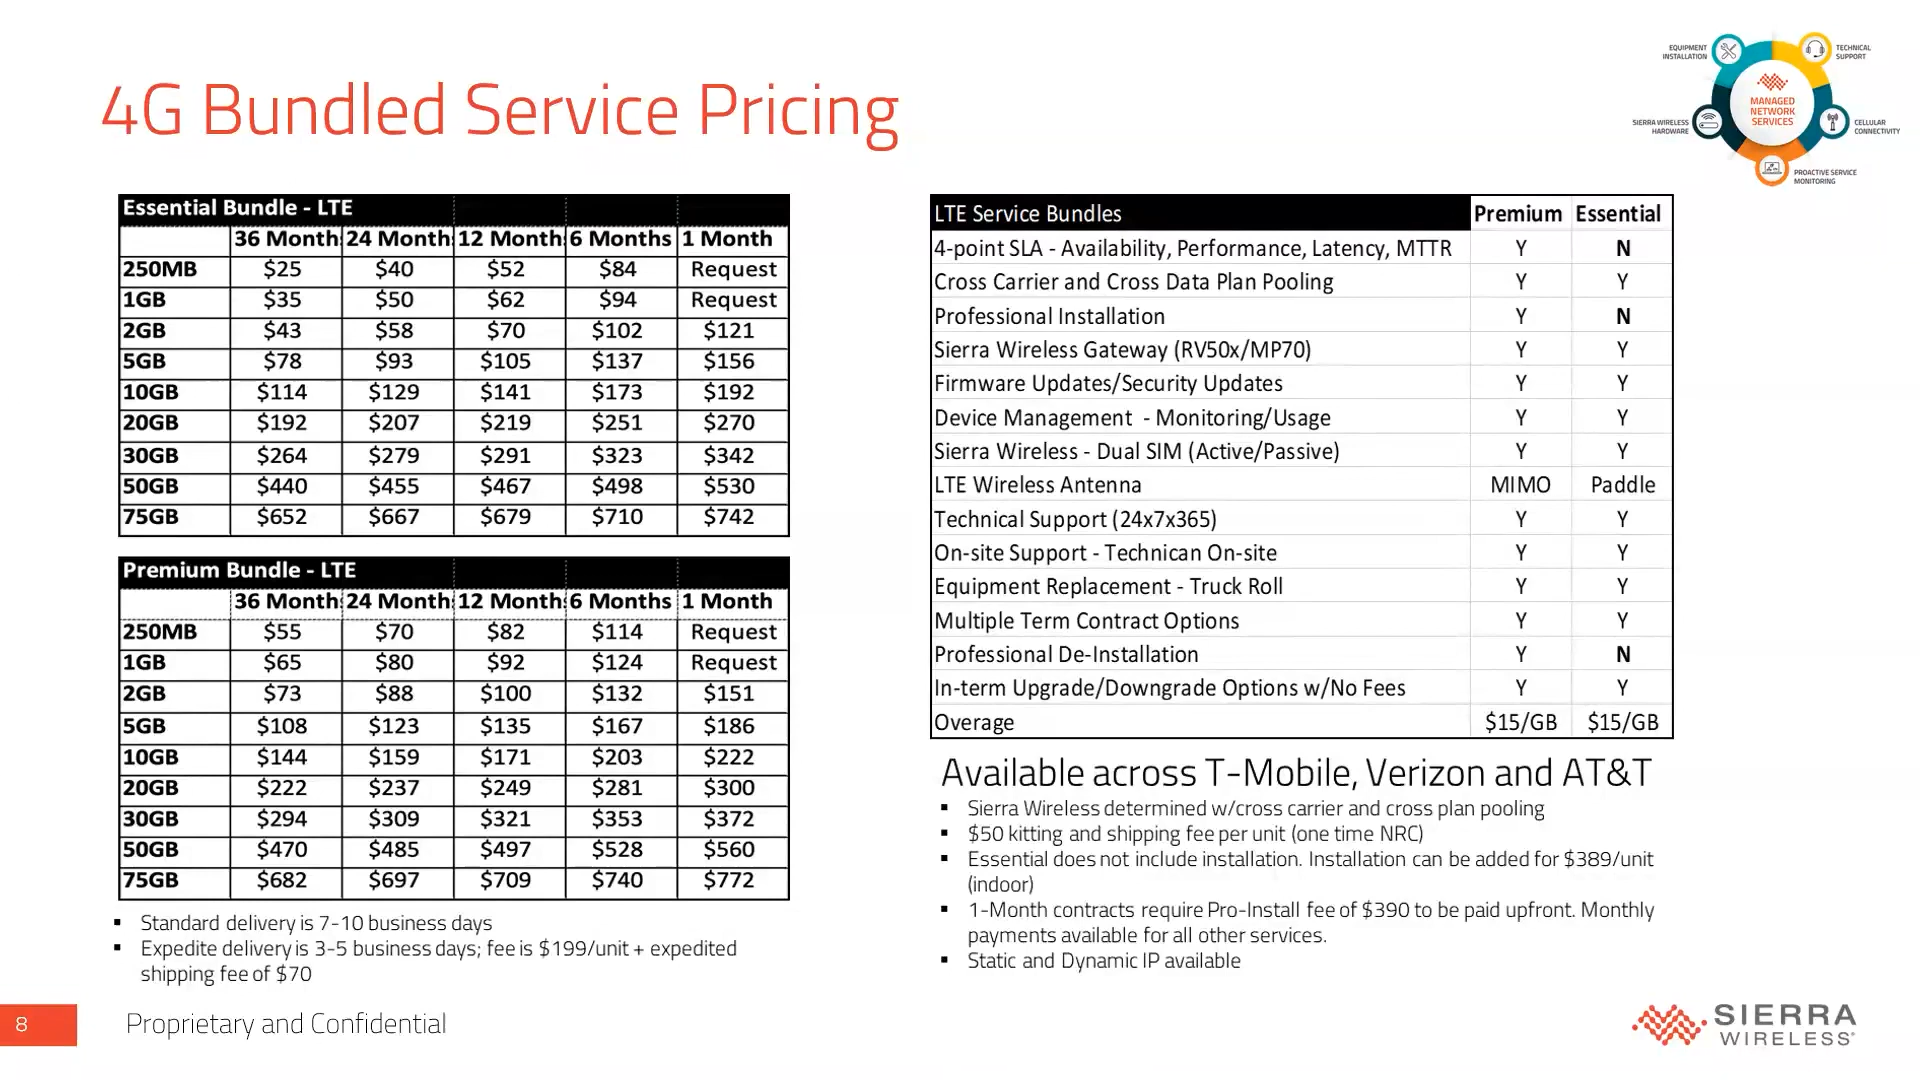 4G Bundled Service Pricing
EQUIPMENT
INSTALLATION
TECHNICAL
SUPPORT
MANAGED
NETWORK
SERVICES
SIERRA WIRELESS
HARDWARE
CELLULAR
CONNECTIVITY
PROACTIVE SERVICE
MONITORING
Essential Bundle - LTE
36 Month 24 Month 12 Month 6 Months 1 Month
250MB $25 $40 $52 $84 Request
1GB $35 $50 $62 $94 Request
2GB $43 $58 $70 $102 $121
5GB $78 $93 $105 $137 $156
10GB $114 $129 $141 $173 $192
20GB $192 $207 $219 $251 $270
30GB $264 $279 $291 $323 $342
50GB $440 $455 $467 $498 $530
75GB $652 $667 $679 $710 $742
Premium Bundle - LTE
36 Month 24 Month 12 Month 6 Months 1 Month
250MB $55 $70 $82 $114 Request
1GB $65 $80 $92 $124 Request
2GB $73 $88 $100 $132 $151
5GB $108 $123 $135 $167 $186
10GB $144 $159 $171 $203 $222
20GB $222 $237 $249 $281 $300
30GB $294 $309 $321 $353 $372
50GB $470 $485 $497 $528 $560
75GB $682 $697 $709 $740 $772
▪ Standard delivery is 7-10 business days
▪ Expedite delivery is 3-5 business days; fee is $199/unit + expedited
shipping fee of $70
LTE Service Bundles Premium Essential
4-point SLA - Availability, Performance, Latency, MTTR Y N
Cross Carrier and Cross Data Plan Pooling Y Y
Professional Installation Y N
Sierra Wireless Gateway (RV50x/MP70) Y Y
Firmware Updates/Security Updates Y Y
Device Management - Monitoring/Usage Y Y
Sierra Wireless - Dual SIM (Active/Passive) Y Y
LTE Wireless Antenna MIMO Paddle
Technical Support (24x7x365) Y Y
On-site Support - Technican On-site Y Y
Equipment Replacement - Truck Roll Y Y
Multiple Term Contract Options Y Y
Professional De-Installation Y N
In-term Upgrade/Downgrade Options w/No Fees Y Y
Overage $15/GB $15/GB
Available across T-Mobile, Verizon and AT&T
▪ Sierra Wireless determined w/cross carrier and cross plan pooling
▪ $50 kitting and shipping fee per unit (one time NRC)
▪ Essential does not include installation. Installation can be added for $389/unit
(indoor)
▪ 1-Month contracts require Pro-Install fee of $390 to be paid upfront. Monthly
payments available for all other services.
▪ Static and Dynamic IP available
8
Proprietary and Confidential
SIERRA
WIRELESS®